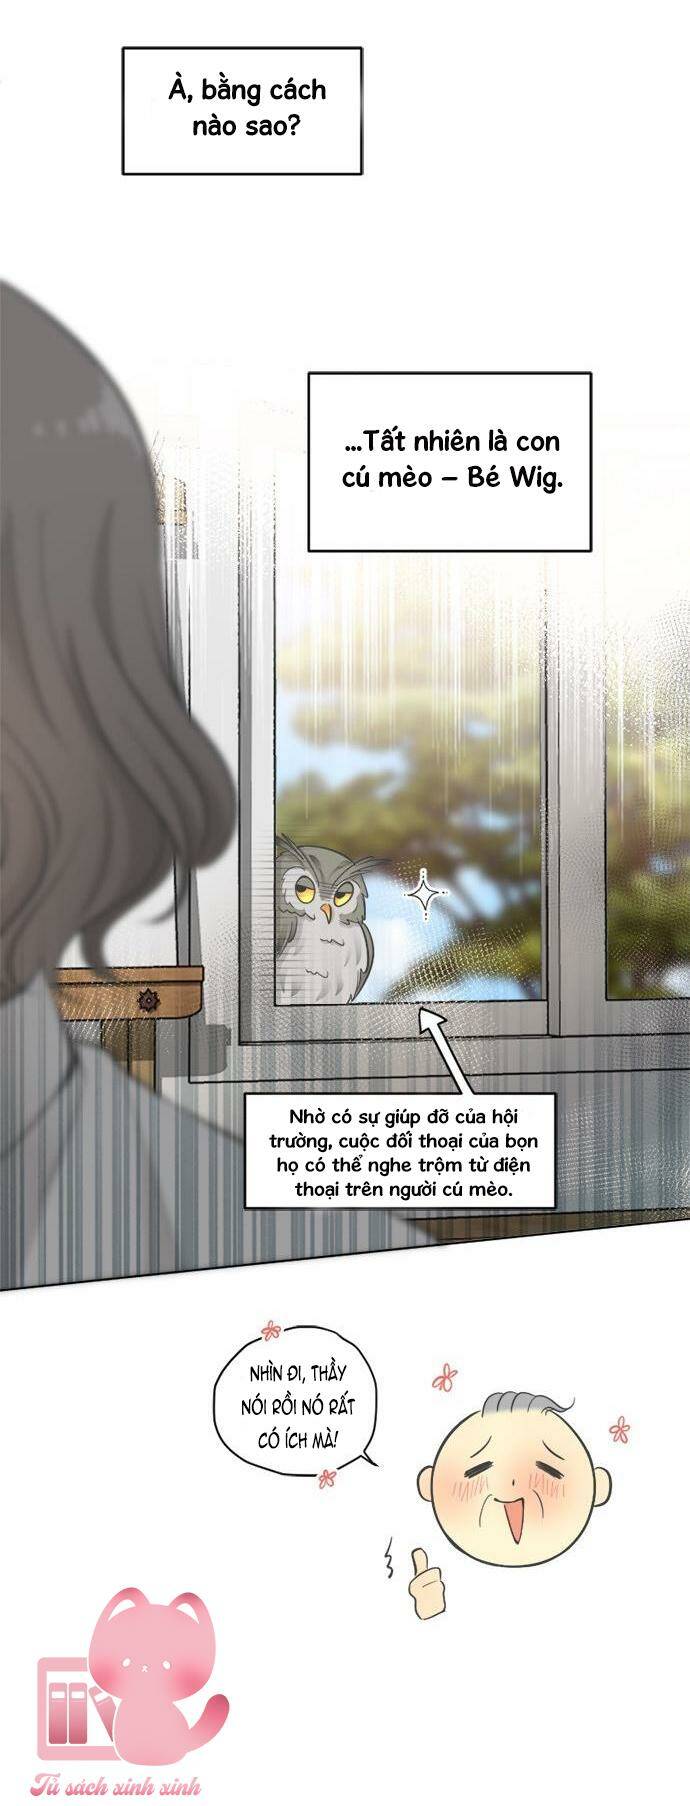 À, bằng cách
nào sao?
...Tất nhiên là con
cú mèo – Bé Wig.
Nhờ có sự giúp đỡ của hội
trường, cuộc đối thoại của bọn
họ có thể nghe trộm từ điện
thoại trên người cú mèo.
NHÌN ĐI, THẦY
NÓI RỒI NÓ RẤT
CÓ ÍCH MÀ!
Tủ sách xinh xinh